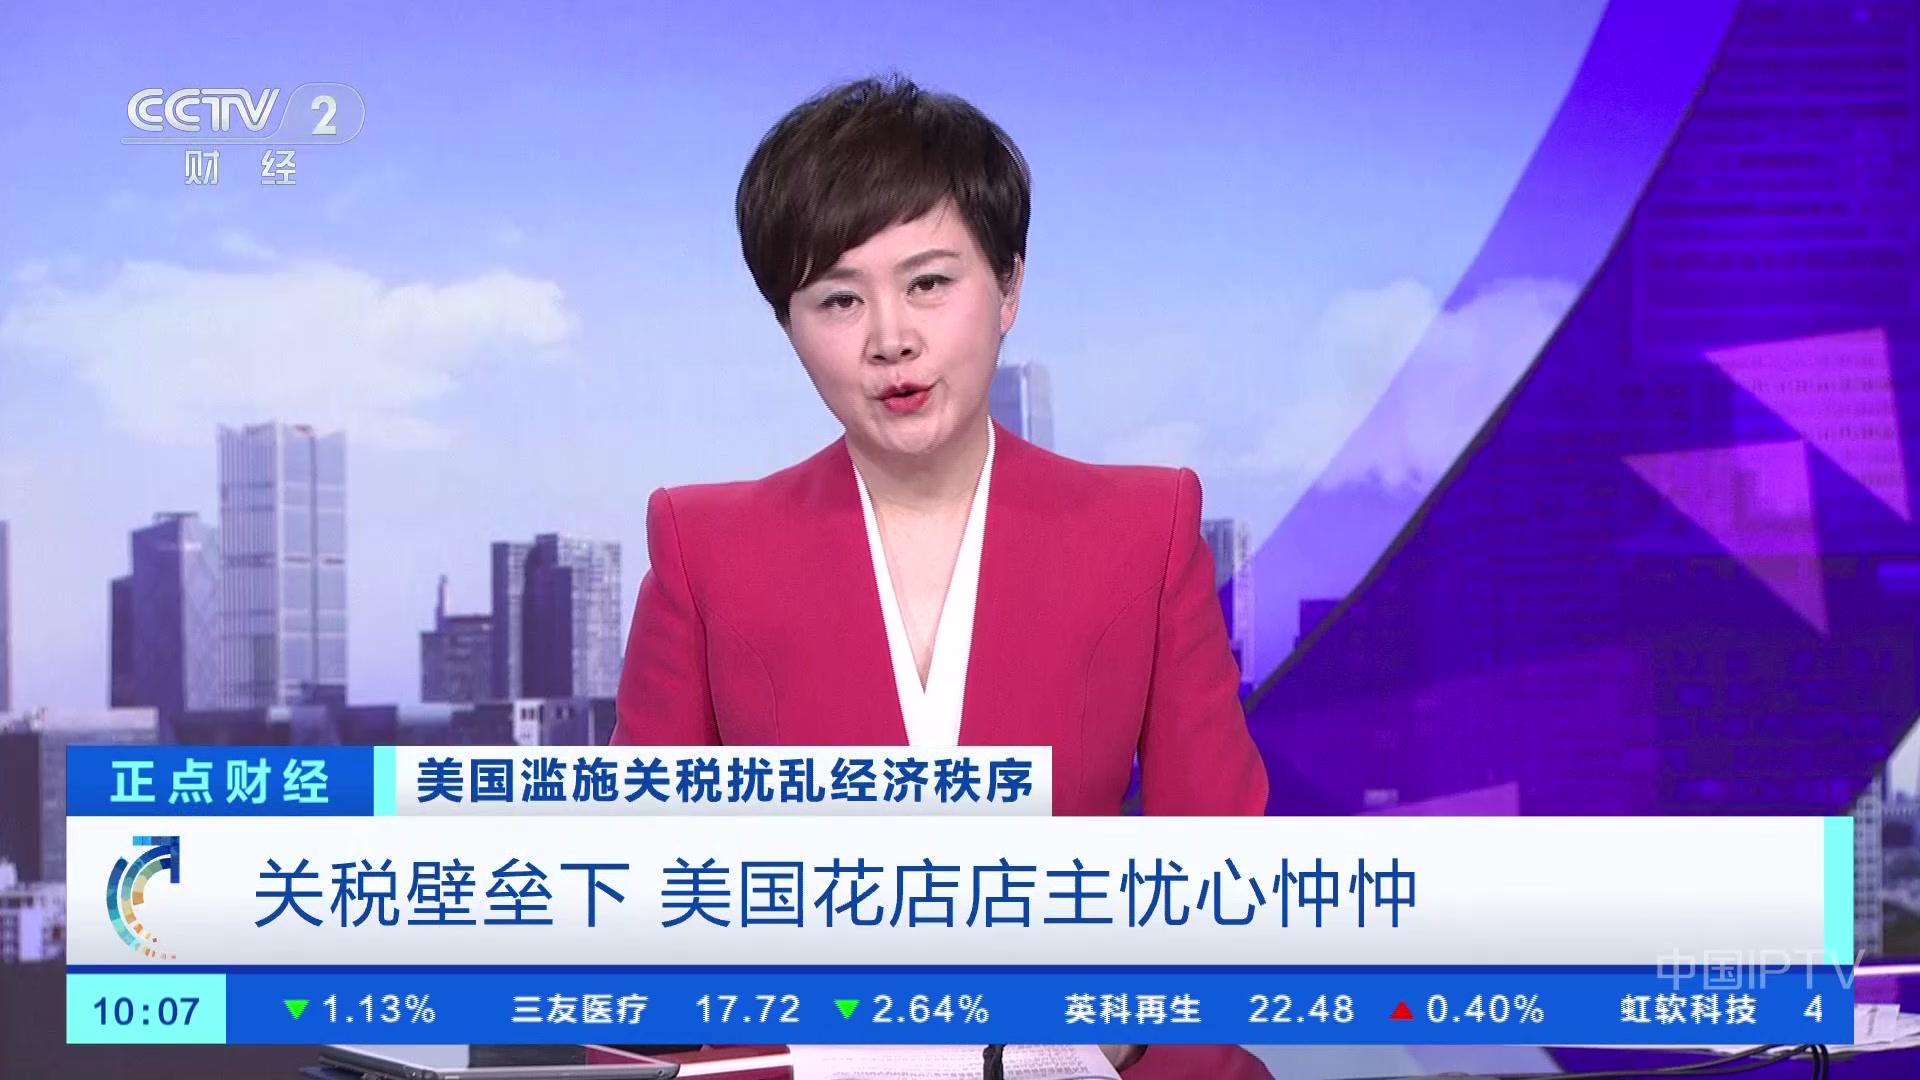 CCTV 2
财 经
正点财经
美国滥施关税扰乱经济秩序
关税壁垒下 美国花店店主忧心忡忡
中国IPTV
10:07 ▼1.13% 三友医疗 17.72 ▼2.64% 英科再生 22.48 ▲0.40% 虹软科技 4